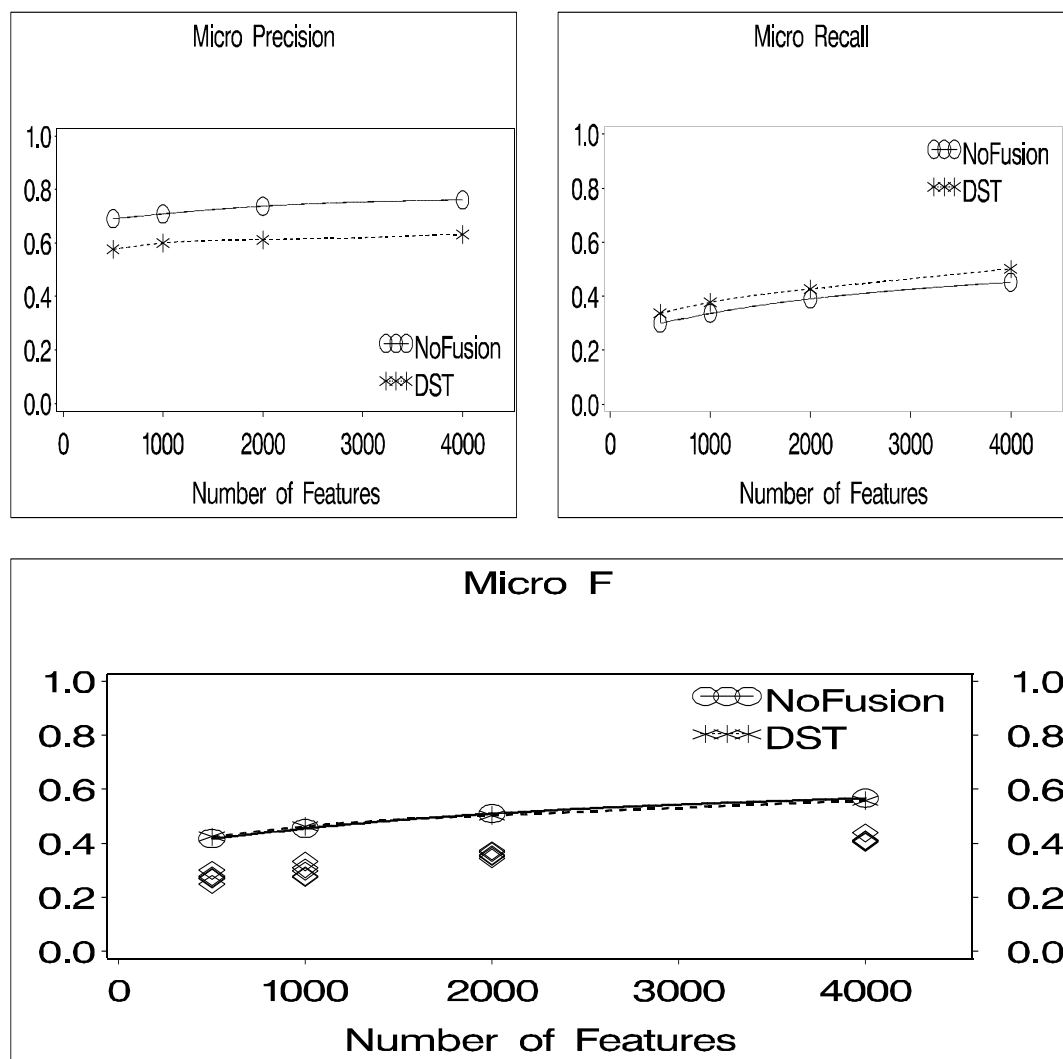 Micro Precision
1.0
0.8
0.6
0.4
0.2
0.0
NoFusion
DST
0 1000 2000 3000 4000
Number of Features
Micro Recall
1.0
0.8
0.6
0.4
0.2
0.0
NoFusion
DST
0 1000 2000 3000 4000
Number of Features
Micro F
1.0 1.0
0.8 0.8
0.6 0.6
0.4 0.4
0.2 0.2
0.0 0.0
NoFusion
DST
0 1000 2000 3000 4000
Number of Features